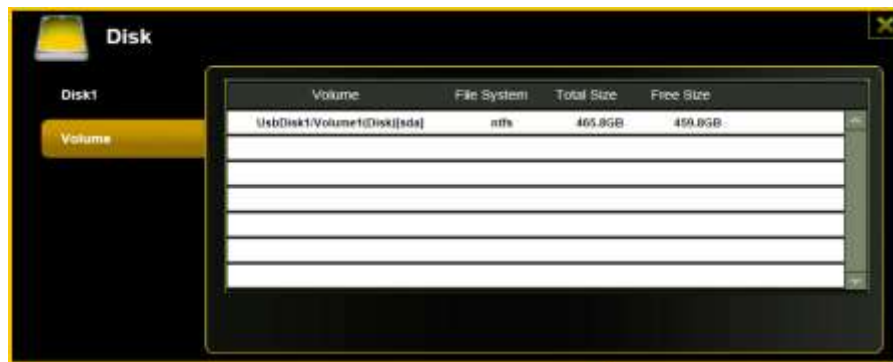 Disk
Disk1
Volume
Volume File System Total Size Free Size
UsbDisk1/Volume1(Disk)[sda] ntfs 465.8GB 459.8GB